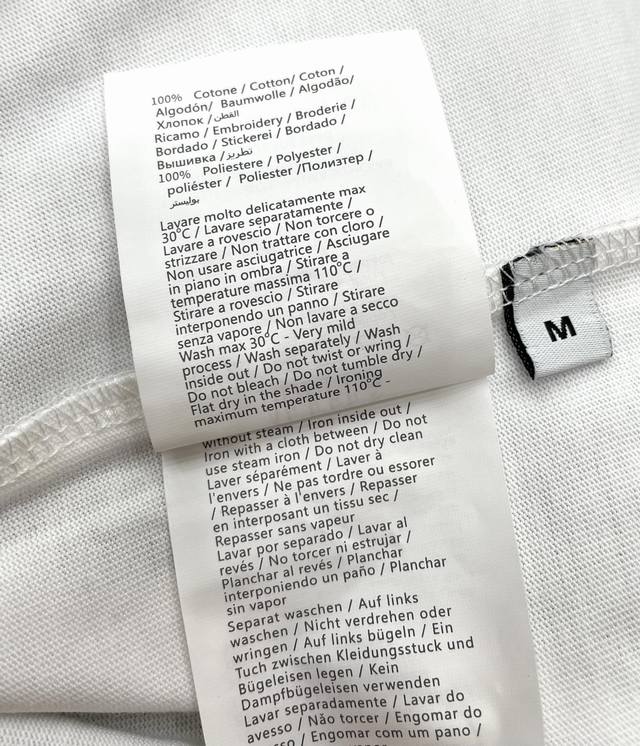 100% Cotone / Cotton/ Coton /
Algodón/ Baumwolle / Algodão/
Хлопок /القطن
Ricamo / Embroidery / Broderie /
Bordado / Stickerei / Bordado /
Вышивка /تطريز
100% Poliestere / Polyester /
poliéster / Poliester /Полиэтер /
بوليستر
Lavare molto delicatamente max
30°C / Lavare separatamente /
Lavare a rovescio / Non torcere o
strizzare / Non trattare con cloro /
Non usare asciugatrice / Asciugare
in piano in ombra / Stirare a
temperature massima 110°C /
Stirare a rovescio / Stirare
interponendo un panno / Stirare
senza vapore / Non lavare a secco
Wash max 30°C - Very mild
process / Wash separately / Wash
inside out / Do not twist or wring /
Do not bleach / Do not tumble dry /
Flat dry in the shade / Ironing
maximum temperature 110°C -
without steam / Iron inside out /
Iron with a cloth between / Do not
use steam iron / Do not dry clean
Laver séparément / Laver à
l'envers / Ne pas tordre ou essorer
/ Repasser à l'envers / Repasser
en interposant un tissu sec /
Repasser sans vapeur
Lavar por separado / Lavar al
revés / No torcer ni estrujar /
Planchar al revés / Planchar
interponiendo un paño / Planchar
sin vapor
Separat waschen / Auf links
waschen / Nicht verdrehen oder
wringen / Auf links bügeln / Ein
Tuch zwischen Kleidungsstuck und
Bügeleisen legen / Kein
Dampfbügeleisen verwenden
Lavar separadamente / Lavar do
avesso / Não torcer / Engomar do
/ Engomar com um pano /
M